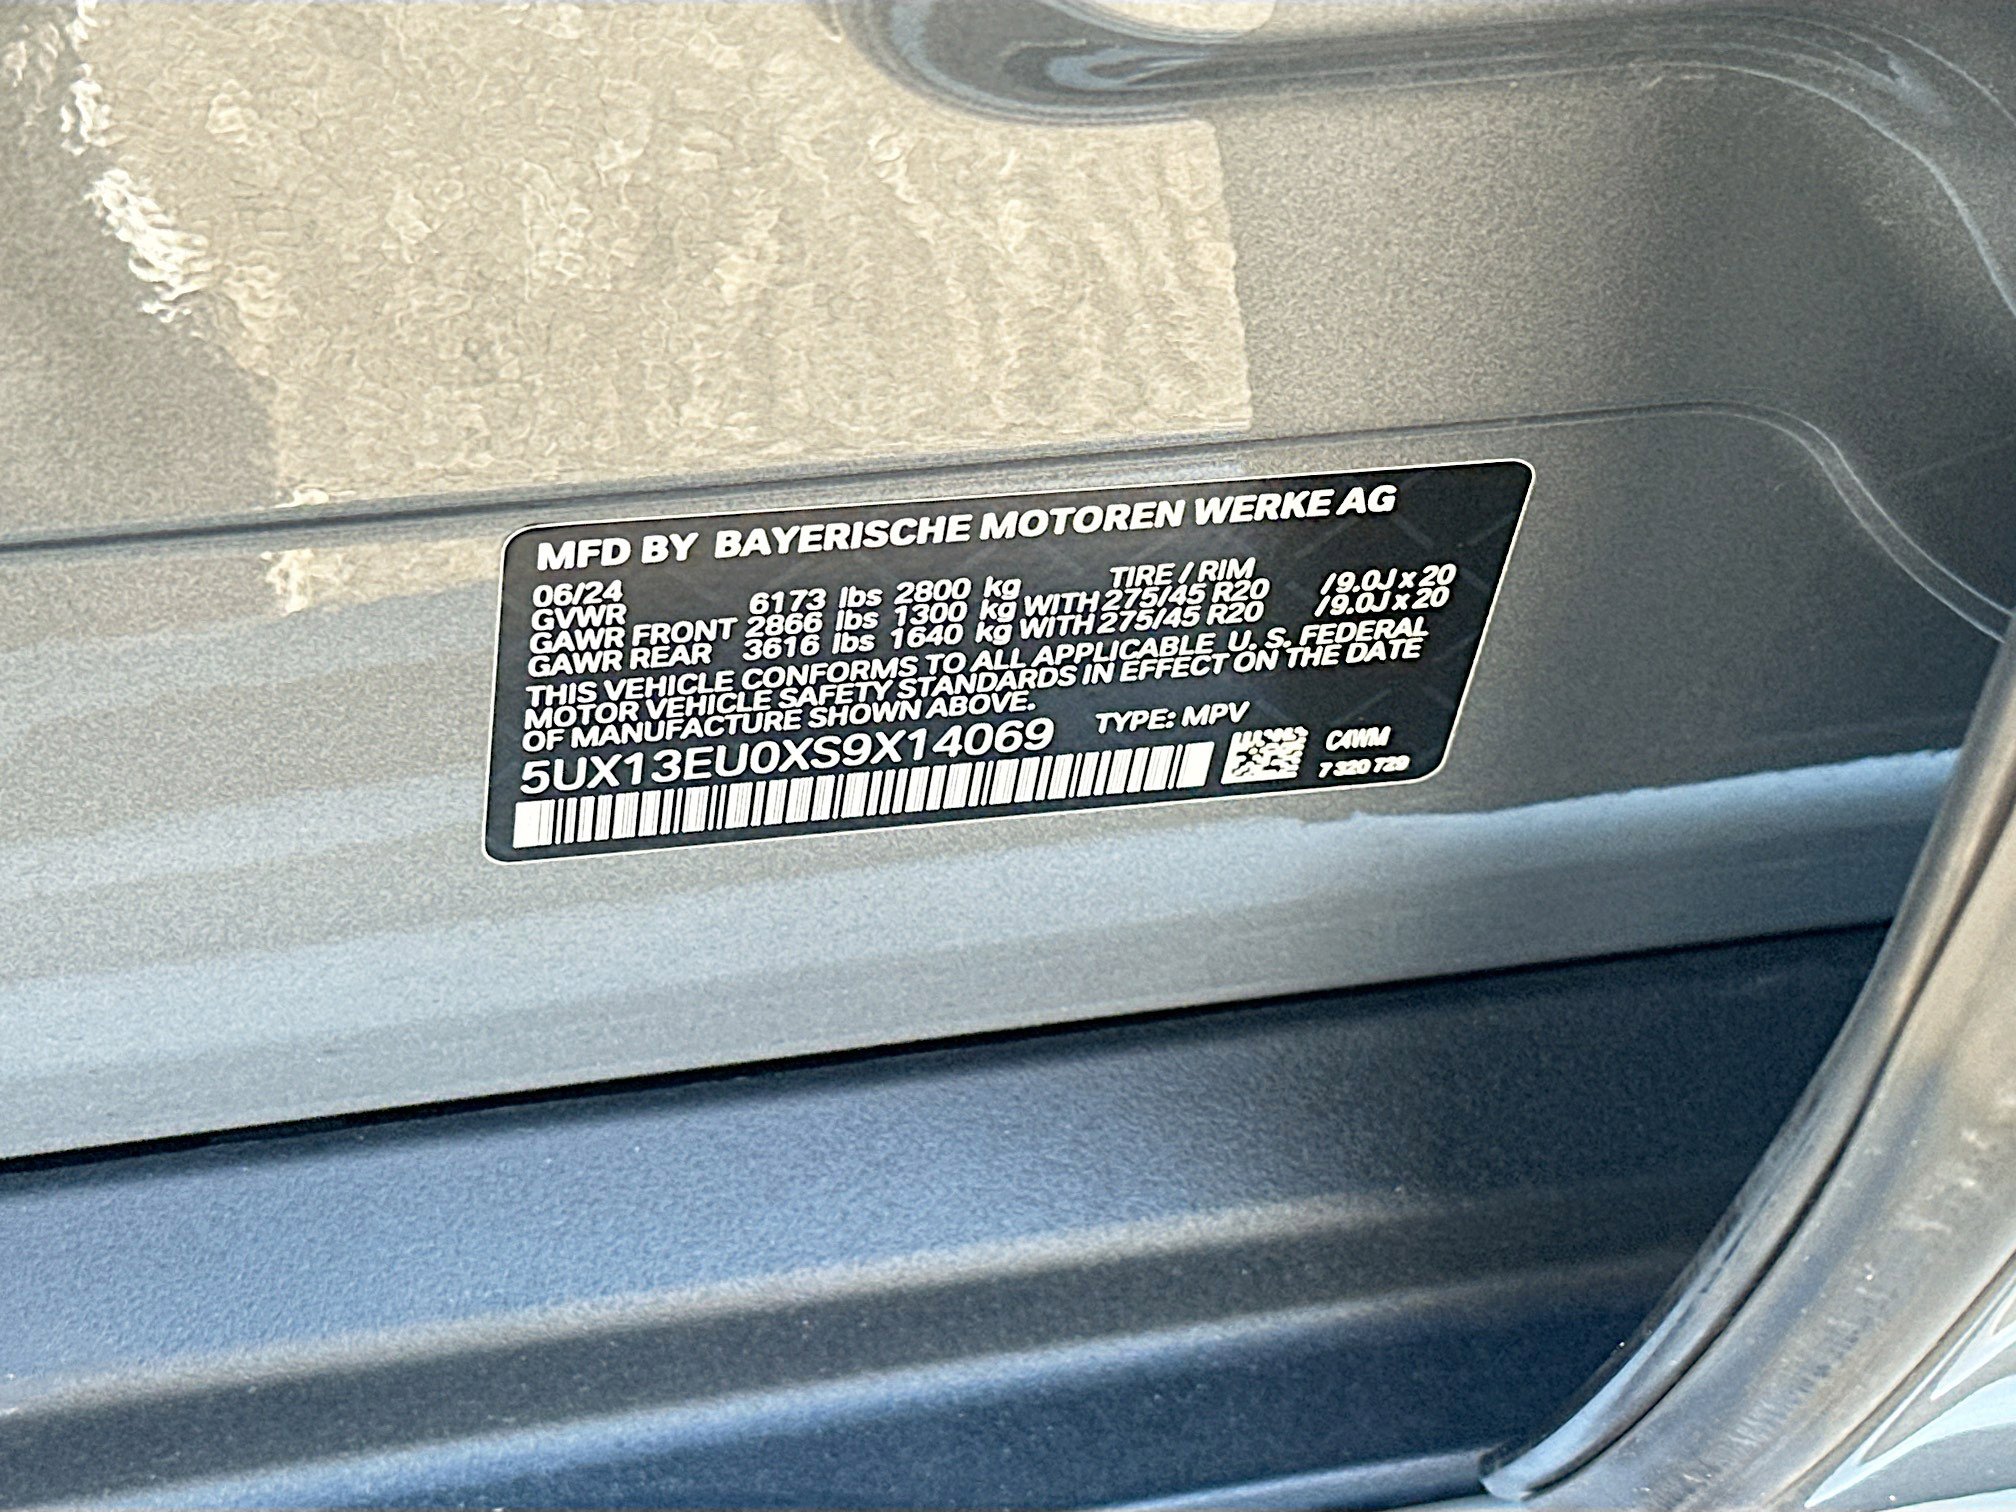 MFD BY BAYERISCHE MOTOREN WERKE AG
06/24 TIRE / RIM
GVWR 6173 lbs 2800 kg
GAWR FRONT 2866 lbs 1300 kg WITH 275/45 R20 /9.0J x 20
GAWR REAR 3616 lbs 1640 kg WITH 275/45 R20 /9.0J x 20
THIS VEHICLE CONFORMS TO ALL APPLICABLE U. S. FEDERAL
MOTOR VEHICLE SAFETY STANDARDS IN EFFECT ON THE DATE
OF MANUFACTURE SHOWN ABOVE.
5UX13EU0XS9X14069 TYPE: MPV
C4WM
7 320 729